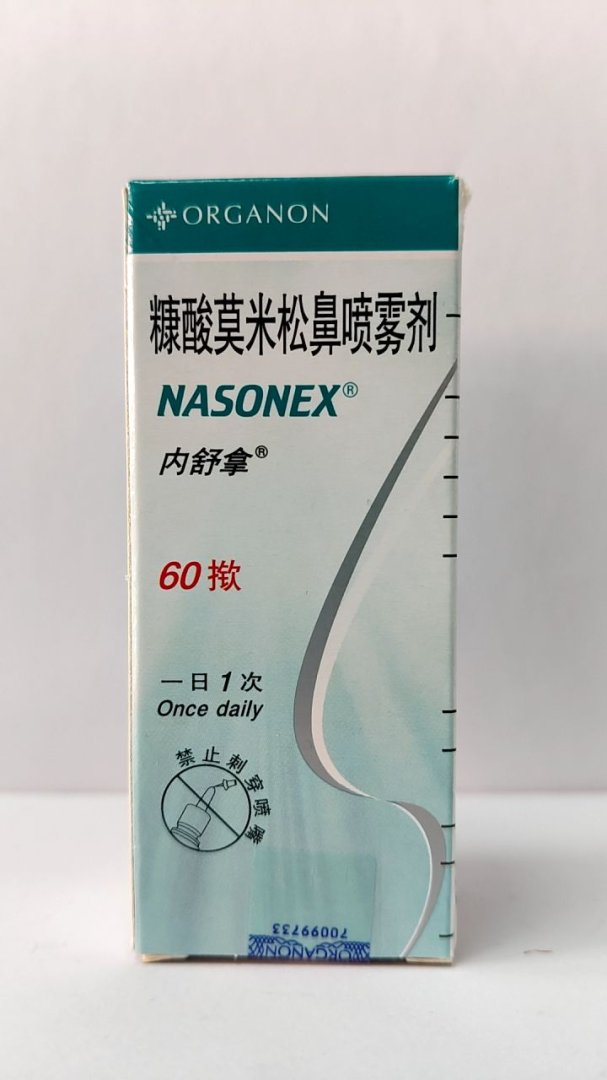 ORGANON
糠酸莫米松鼻喷雾剂
NASONEX®
内舒拿®
60揿
一日1次
Once daily
禁止刺穿喷嘴
70099733
ORGANON